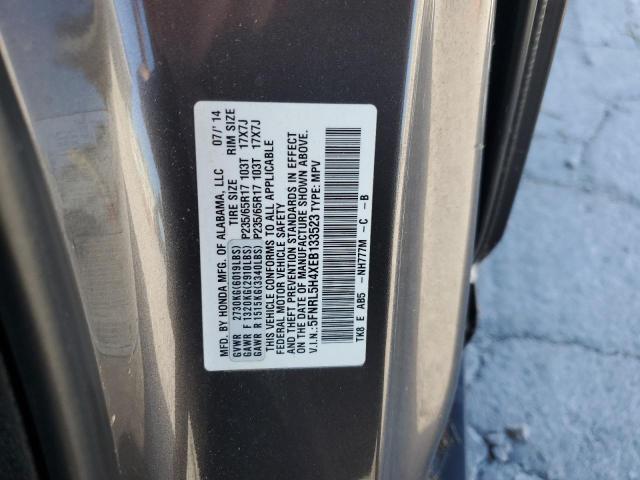 MFD. BY HONDA MFG. OF ALABAMA, LLC 07/'14
TIRE SIZE RIM SIZE
GVWR 2730KG(6019LBS)
GAWR F 1320KG(2910LBS) P235/65R17 103T 17X7J
GAWR R 1515KG(3340LBS) P235/65R17 103T 17X7J
THIS VEHICLE CONFORMS TO ALL APPLICABLE
FEDERAL MOTOR VEHICLE SAFETY
AND THEFT PREVENTION STANDARDS IN EFFECT
ON THE DATE OF MANUFACTURE SHOWN ABOVE.
V.I.N.: 5FNRL5H4XEB133523 TYPE: MPV
TK8 E AB5 - NH777M - C - B